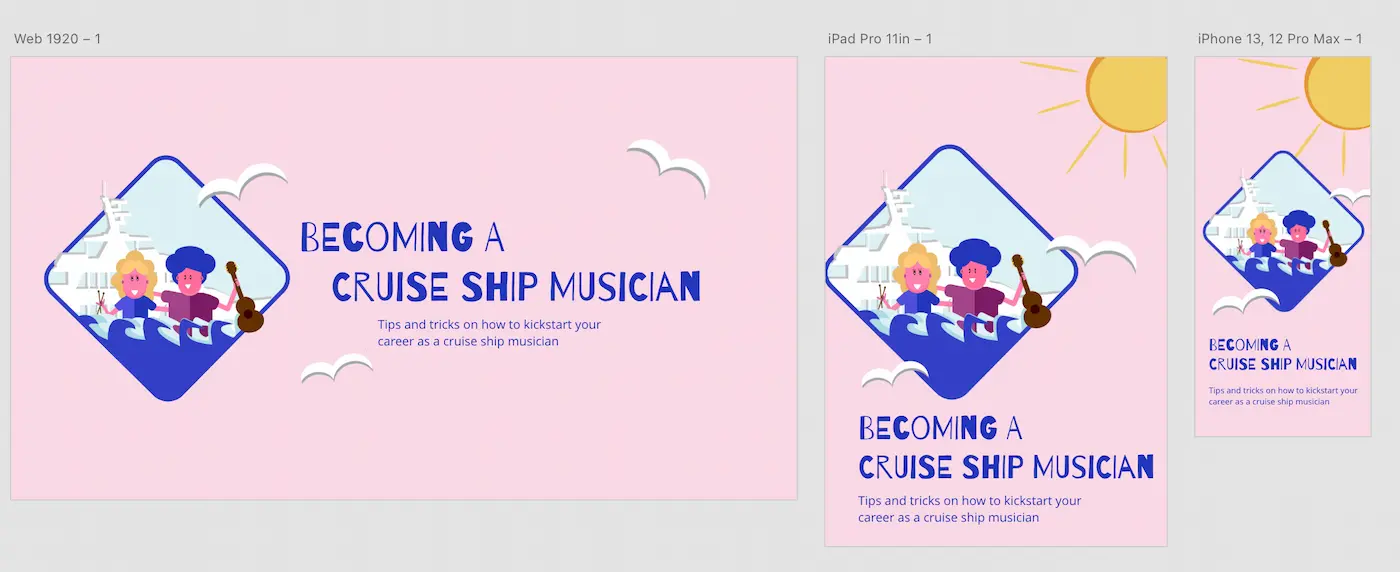 Web 1920 – 1
BECOMING A
CRUISE SHIP MUSICIAN
Tips and tricks on how to kickstart your
career as a cruise ship musician
iPad Pro 11in – 1
BECOMING A
CRUISE SHIP MUSICIAN
Tips and tricks on how to kickstart your
career as a cruise ship musician
iPhone 13, 12 Pro Max – 1
BECOMING A
CRUISE SHIP MUSICIAN
Tips and tricks on how to kickstart your
career as a cruise ship musician